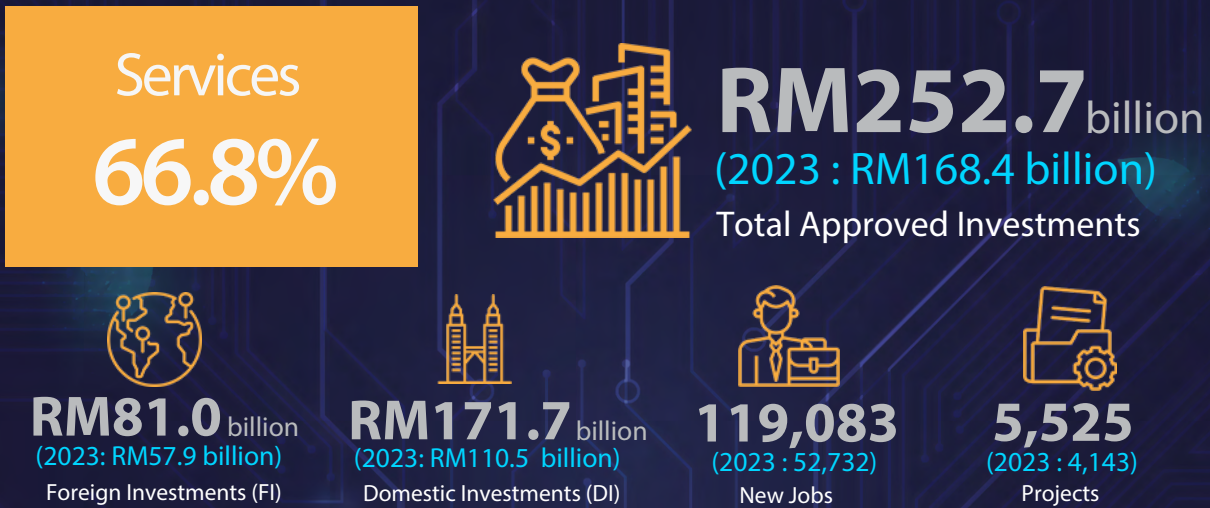 Services
66.8%
RM252.7 billion
(2023 : RM168.4 billion)
Total Approved Investments
$
RM81.0 billion
(2023: RM57.9 billion)
Foreign Investments (FI)
RM171.7 billion
(2023: RM110.5 billion)
Domestic Investments (DI)
119,083
(2023 : 52,732)
New Jobs
5,525
(2023 : 4,143)
Projects